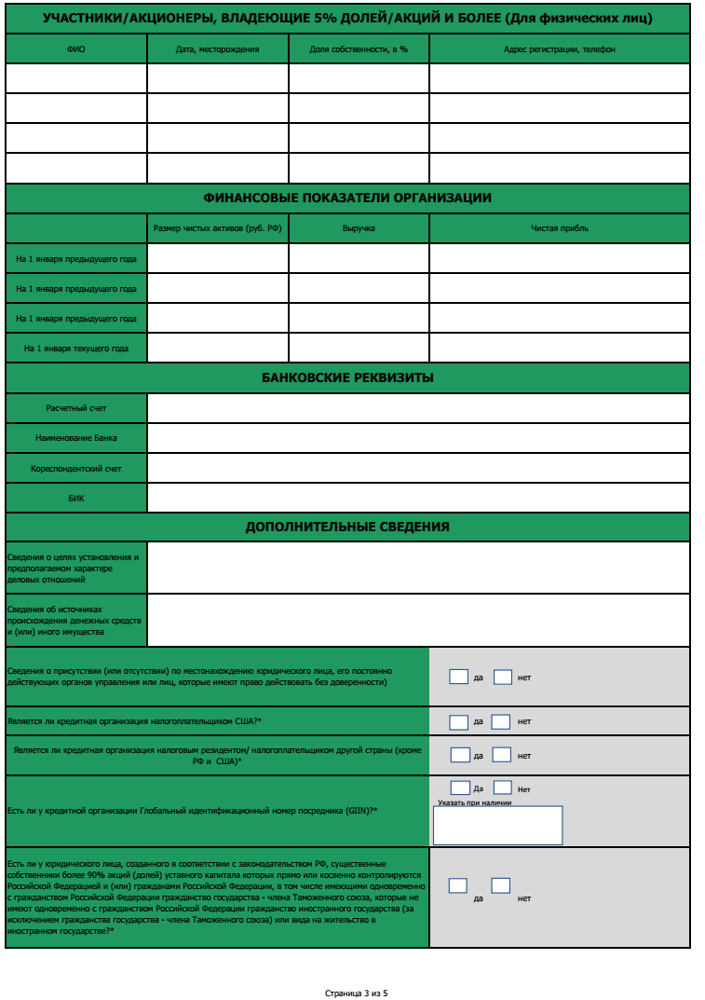 УЧАСТНИКИ/АКЦИОНЕРЫ, ВЛАДЕЮЩИЕ 5% ДОЛЕЙ/АКЦИЙ И БОЛЕЕ (Для физических лиц)
ФИО
Дата, месторождения
Доля собственности, в %
Адрес регистрации, телефон
ФИНАНСОВЫЕ ПОКАЗАТЕЛИ ОРГАНИЗАЦИИ
Размер чистых активов (руб. РФ)
Выручка
Чистая прибль
На 1 января предыдущего года
На 1 января предыдущего года
На 1 января предыдущего года
На 1 января текущего года
БАНКОВСКИЕ РЕКВИЗИТЫ
Расчетный счет
Наименование Банка
Кореспондентский счет
БИК
ДОПОЛНИТЕЛЬНЫЕ СВЕДЕНИЯ
Сведения о целях установления и
предполагаемом характере
деловых отношений
Сведения об источниках
происхождения денежных средств
и (или) иного имущества
Сведения о присутствии (или отсутствии) по местонахождению юридического лица, его постоянно
действующих органов управления или лиц, которые имеют право действовать без доверенности)
да нет
Является ли кредитная организация налогоплательщиком США?*
да нет
Является ли кредитная организация налоговым резидентом/ налогоплательщиком другой страны (кроме
РФ и США)*
да нет
Есть ли у кредитной организации Глобальный идентификационный номер посредника (GIIN)?*
Да Нет
Указать при наличии
Есть ли у юридического лица, созданного в соответствии с законодательством РФ, существенные
собственники более 90% акций (долей) уставного капитала которых прямо или косвенно контролируются
Российской Федерацией и (или) гражданами Российской Федерации, в том числе имеющими одновременно
с гражданством Российской Федерации гражданство государства - члена Таможенного союза, которые не
имеют одновременно с гражданством Российской Федерации гражданство иностранного государства (за
исключением гражданства государства - члена Таможенного союза) или вида на жительство в
иностранном государстве?*
да нет
Страница 3 из 5